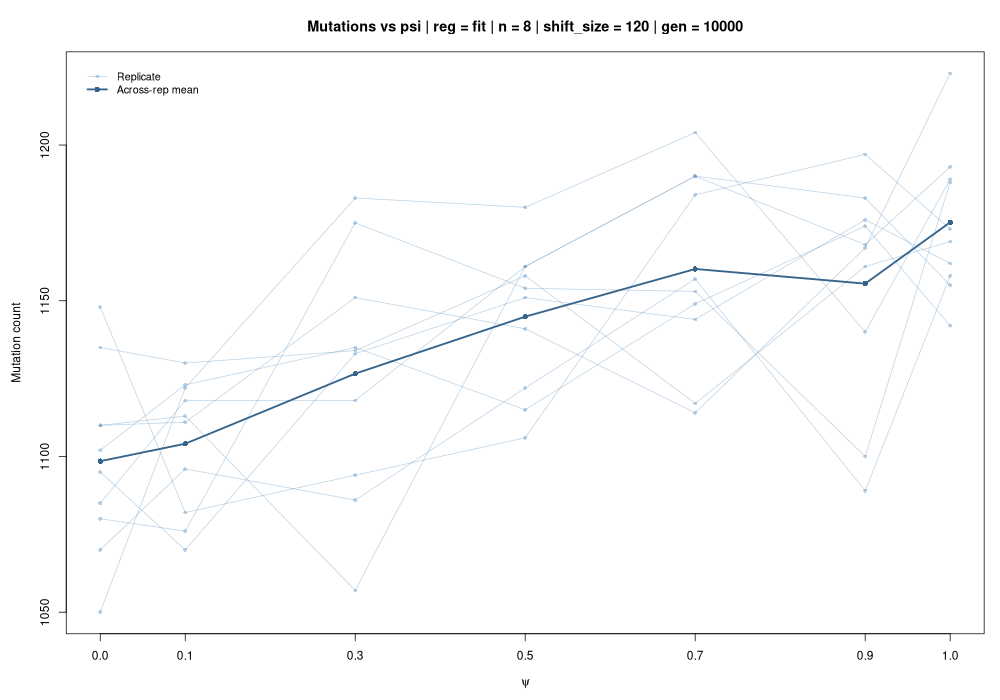 Mutations vs psi | reg = fit | n = 8 | shift_size = 120 | gen = 10000
Replicate
Across-rep mean
Mutation count
1200
1150
1100
1050
0.0 0.1 0.3 0.5 0.7 0.9 1.0
ψ